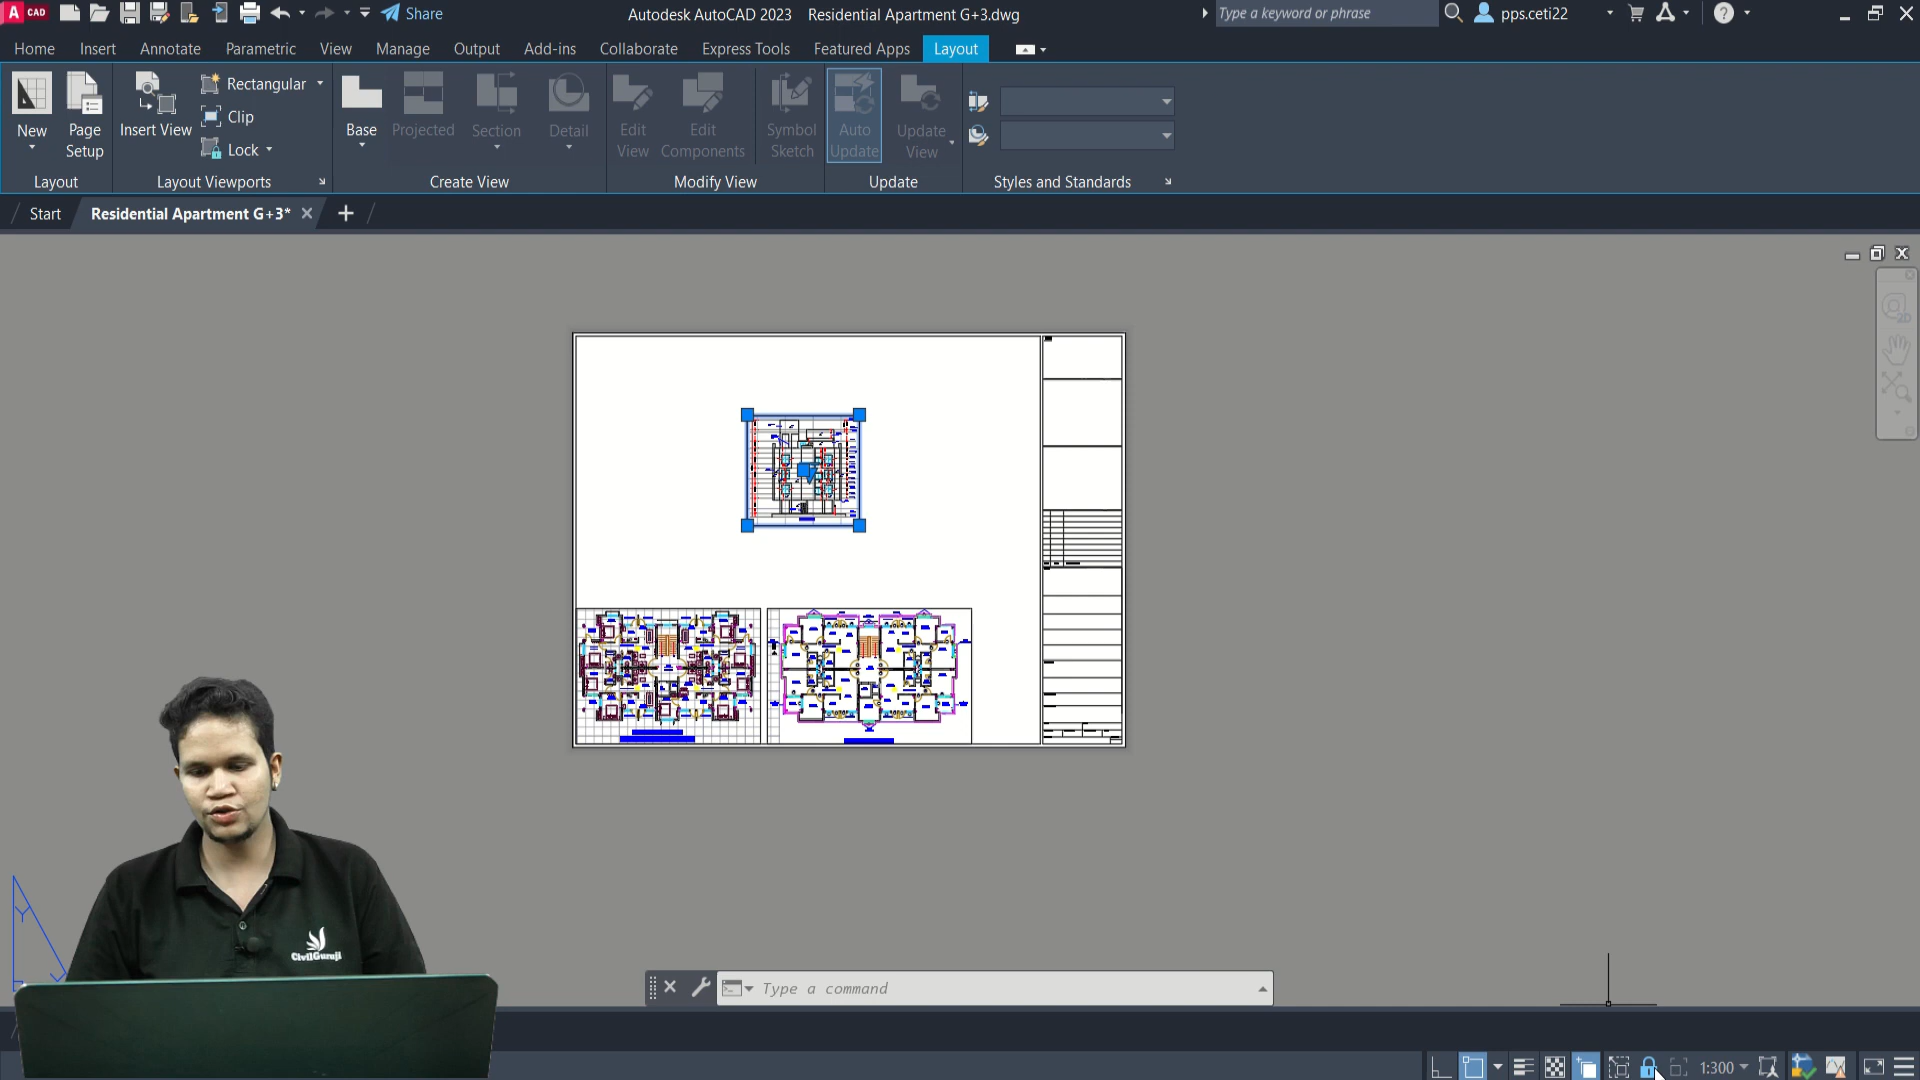 A CAD
Share
Autodesk AutoCAD 2023 Residential Apartment G+3.dwg
Type a keyword or phrase
pps.ceti22
Home Insert Annotate Parametric View Manage Output Add-ins Collaborate Express Tools Featured Apps Layout
New
Page Setup
Insert View
Rectangular
Clip
Lock
Base
Projected
Section
Detail
Edit View
Edit Components
Symbol Sketch
Auto Update
Update View
Layout
Layout Viewports
Create View
Modify View
Update
Styles and Standards
Start
Residential Apartment G+3*
2D
Y
CivilGuruji
Type a command
1:300